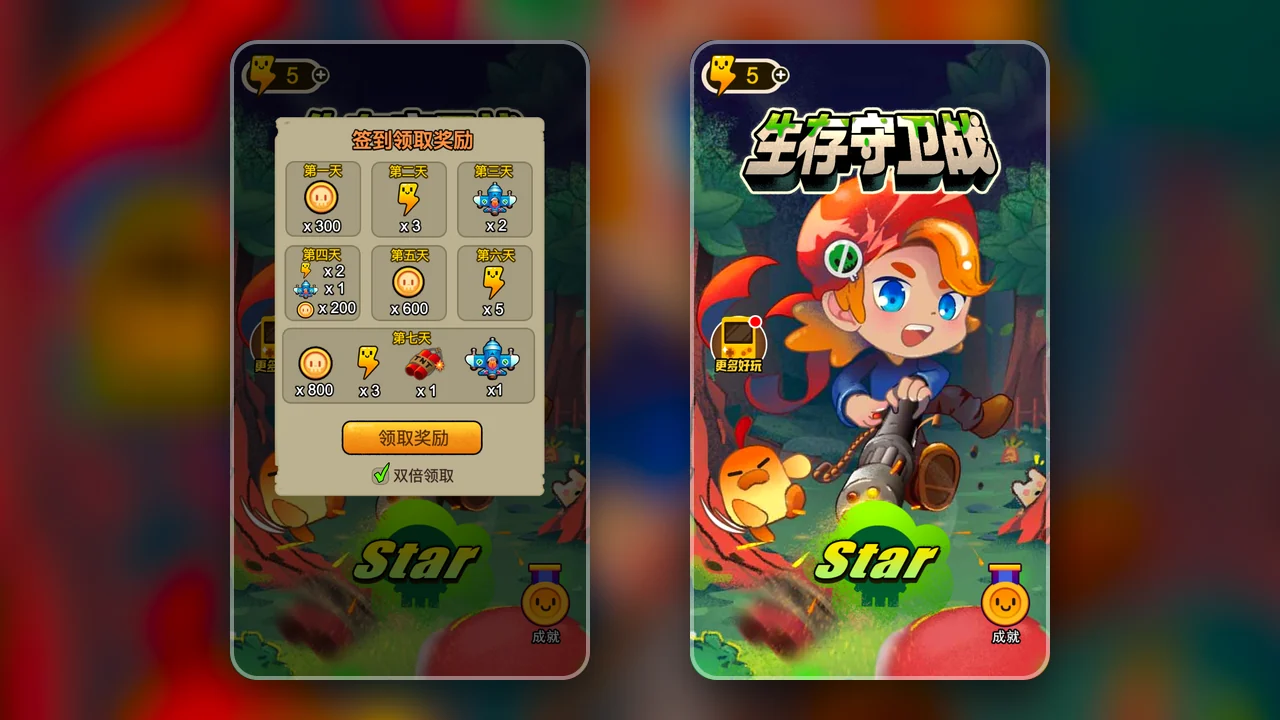 5
签到领取奖励
第一天
x 300
第二天
x 3
第三天
x 2
第四天
x 2
x 1
x 200
第五天
x 600
第六天
x 5
第七天
x 800
x 3
TNT
x 1
x1
领取奖励
双倍领取
Star
成就
5
生存守卫战
更多好玩
Star
成就